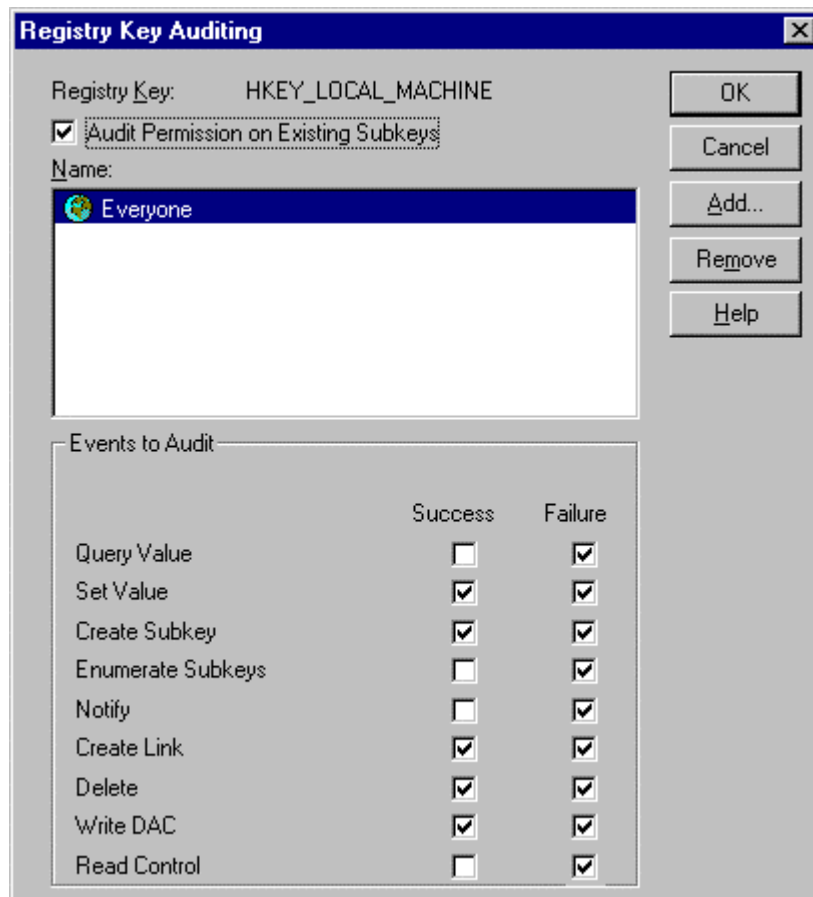 Registry Key Auditing
Registry Key: HKEY_LOCAL_MACHINE
Audit Permission on Existing Subkeys
Name:
Everyone
OK
Cancel
Add...
Remove
Help
Events to Audit
Success Failure
Query Value
Set Value
Create Subkey
Enumerate Subkeys
Notify
Create Link
Delete
Write DAC
Read Control